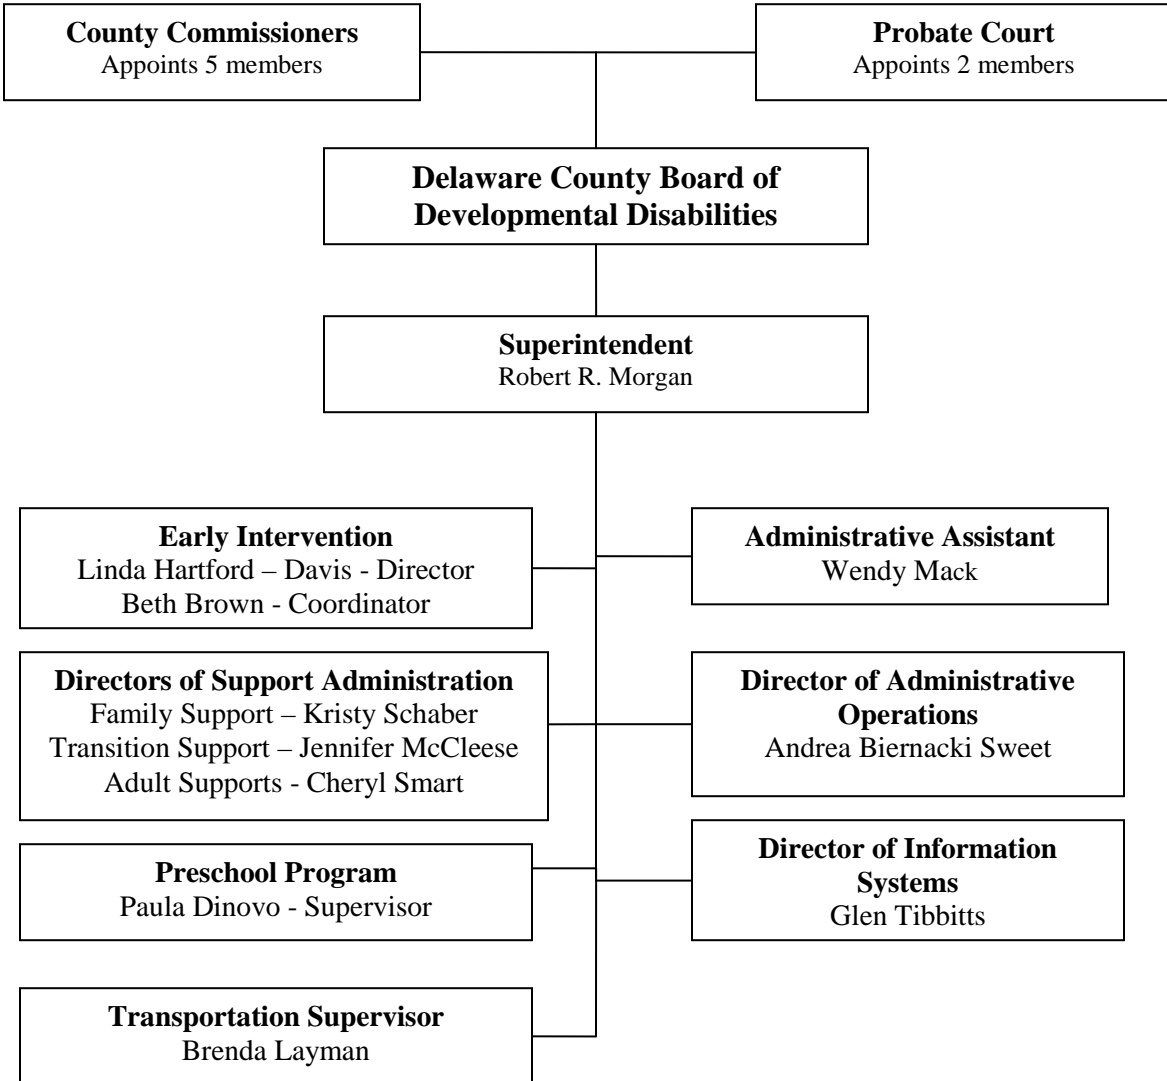 County Commissioners
Appoints 5 members
Probate Court
Appoints 2 members
Delaware County Board of
Developmental Disabilities
Superintendent
Robert R. Morgan
Early Intervention
Linda Hartford – Davis - Director
Beth Brown - Coordinator
Administrative Assistant
Wendy Mack
Directors of Support Administration
Family Support – Kristy Schaber
Transition Support – Jennifer McCleese
Adult Supports - Cheryl Smart
Director of Administrative
Operations
Andrea Biernacki Sweet
Preschool Program
Paula Dinovo - Supervisor
Director of Information
Systems
Glen Tibbitts
Transportation Supervisor
Brenda Layman